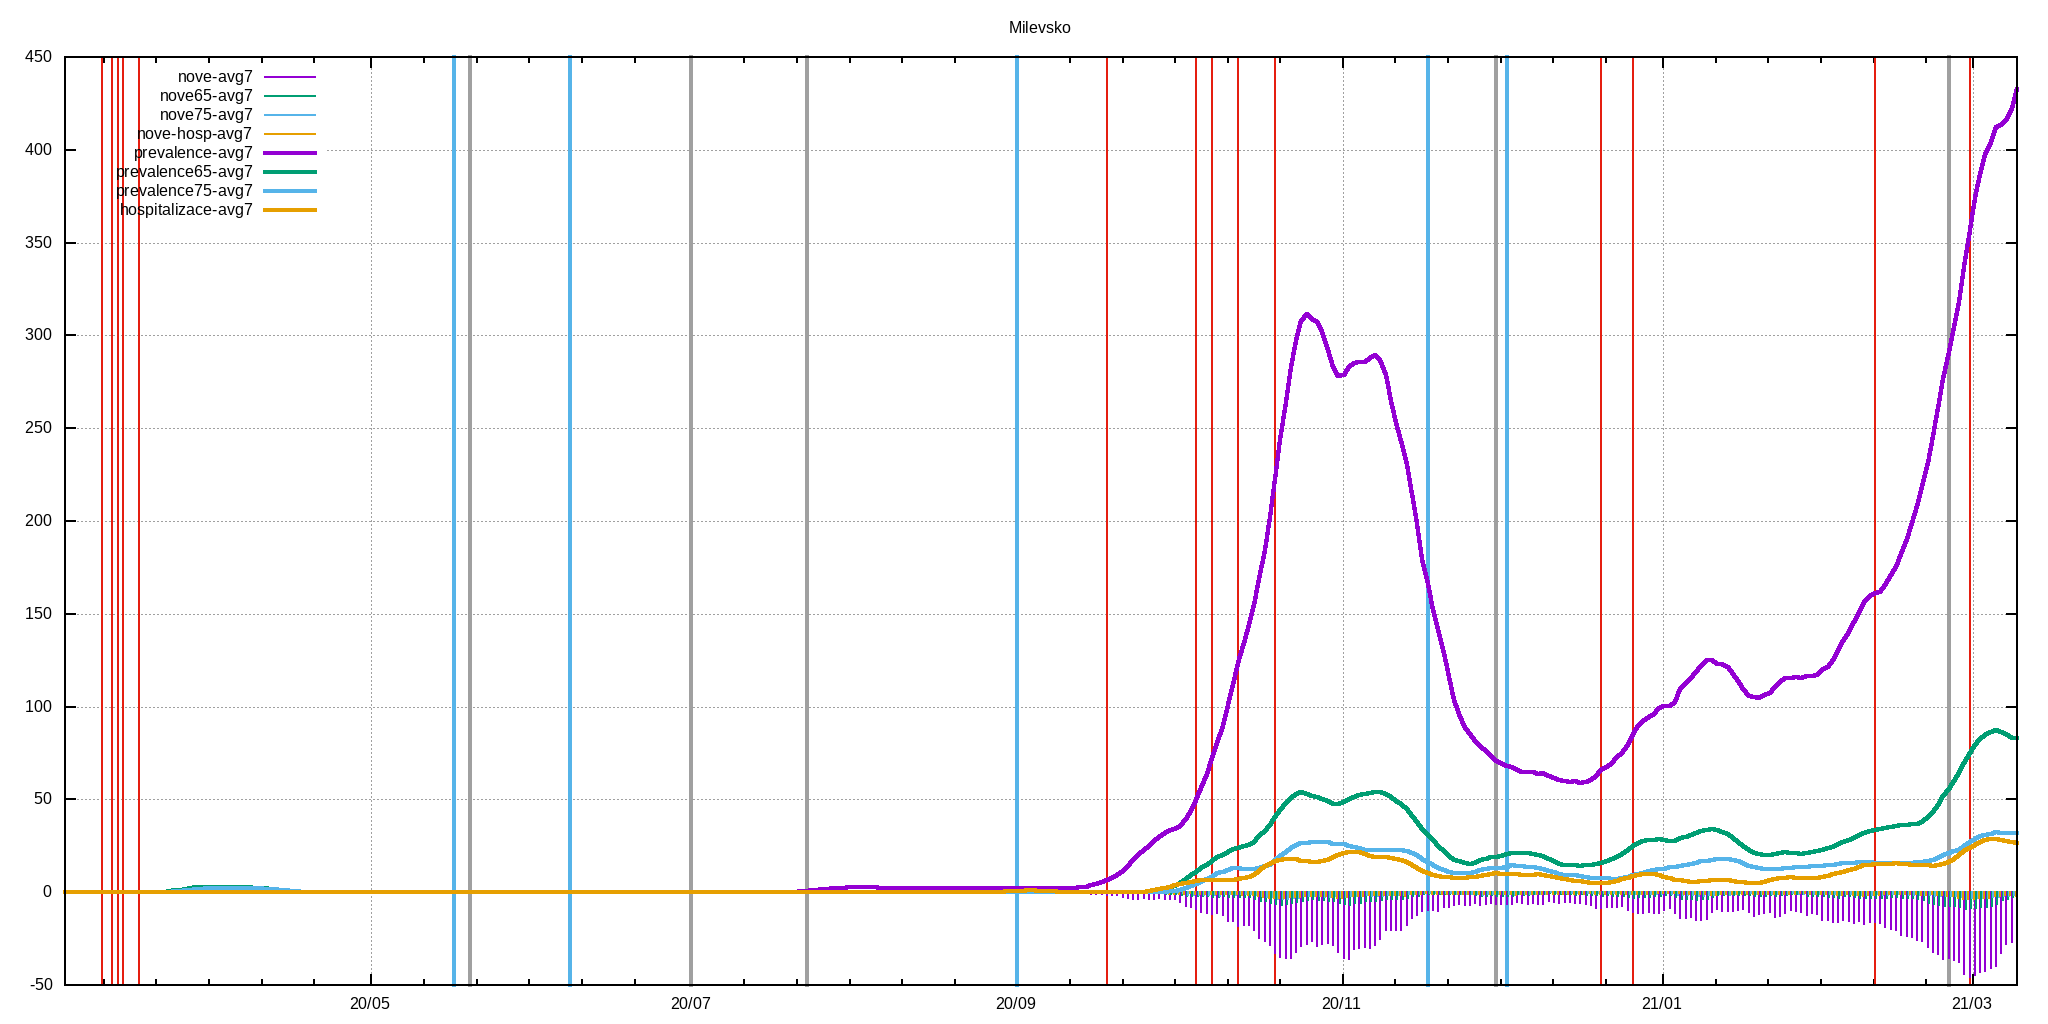 Milevsko
450
400
350
300
250
200
150
100
50
0
-50
nove-avg7
nove65-avg7
nove75-avg7
nove-hosp-avg7
prevalence-avg7
prevalence65-avg7
prevalence75-avg7
hospitalizace-avg7
20/05
20/07
20/09
20/11
21/01
21/03